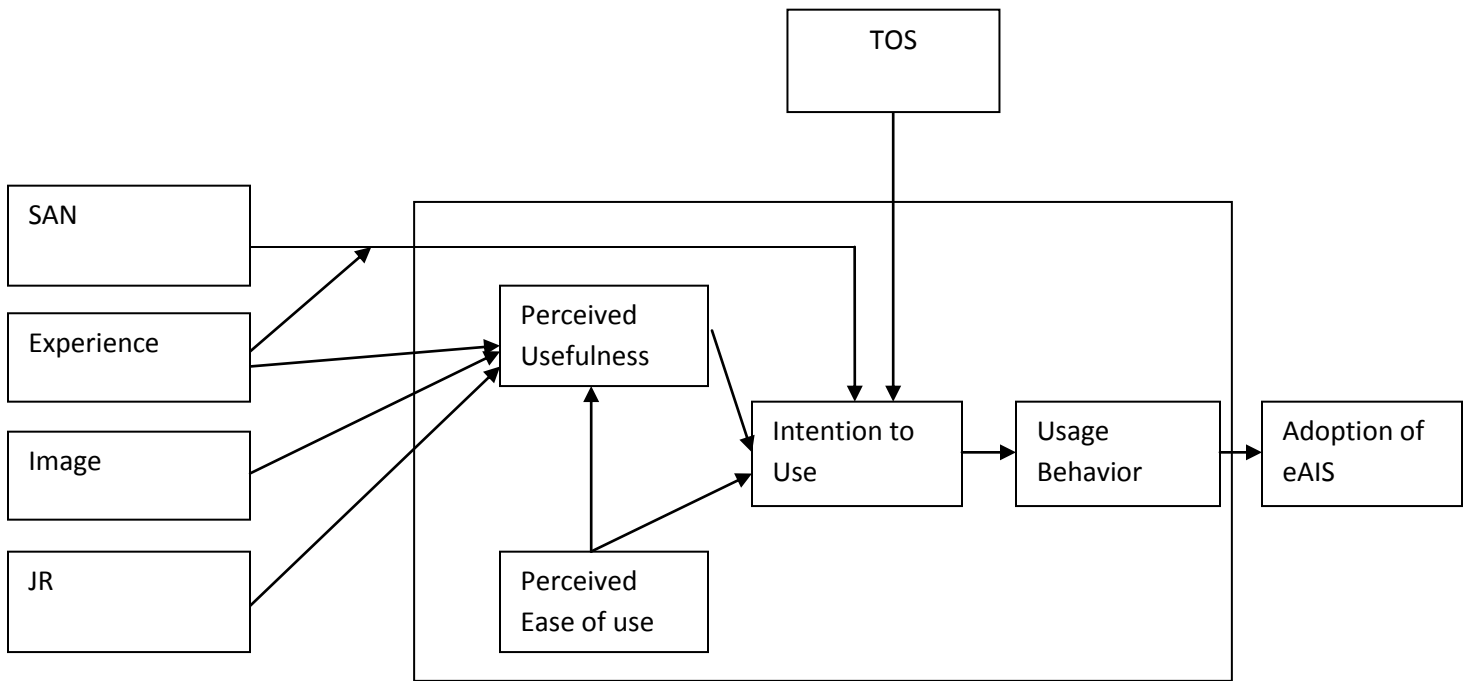 TOS
SAN
Experience
Image
JR
Perceived
Usefulness
Perceived
Ease of use
Intention to
Use
Usage
Behavior
Adoption of
eAIS